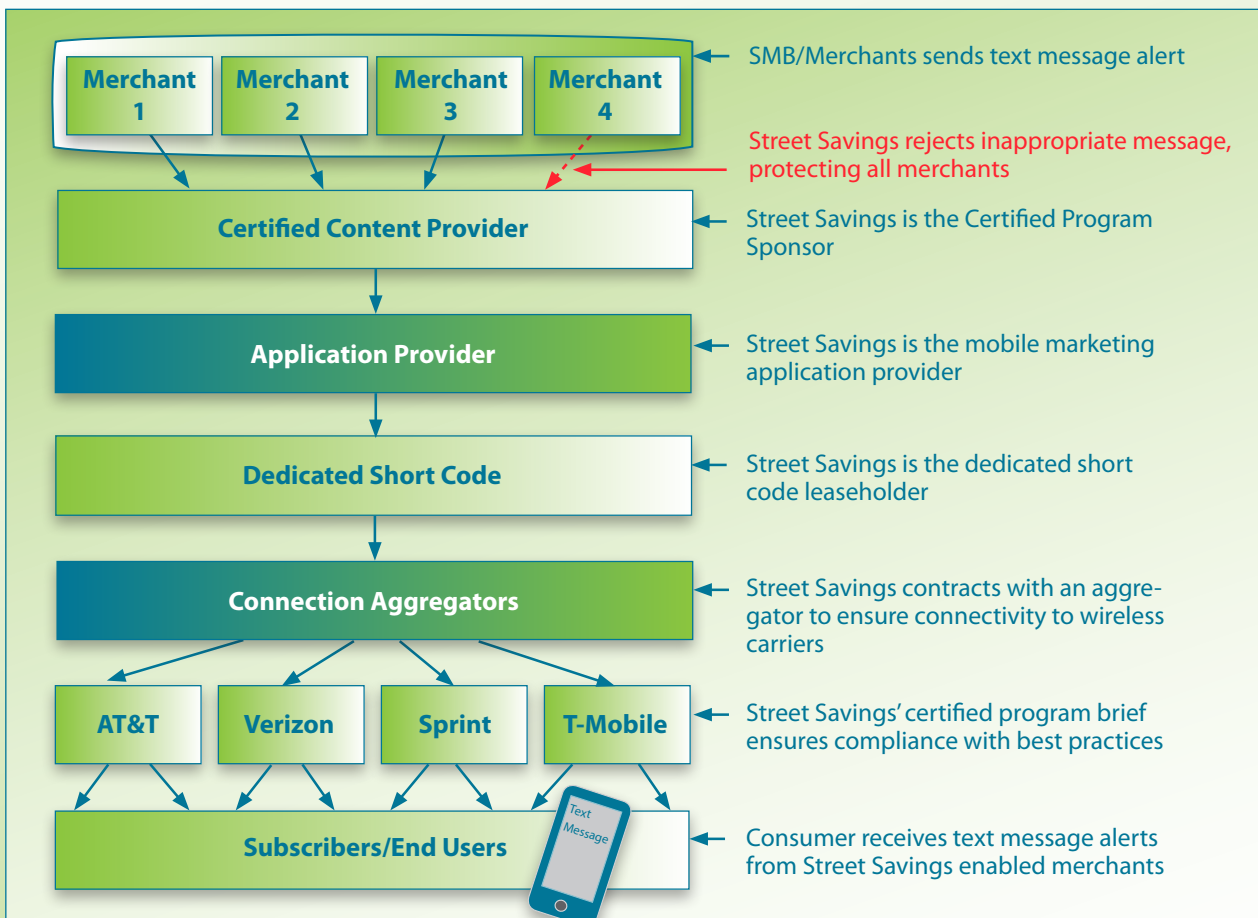 Merchant
1
Merchant
2
Merchant
3
Merchant
4
SMB/Merchants sends text message alert
Street Savings rejects inappropriate message,
protecting all merchants
Certified Content Provider
Street Savings is the Certified Program
Sponsor
Application Provider
Street Savings is the mobile marketing
application provider
Dedicated Short Code
Street Savings is the dedicated short
code leaseholder
Connection Aggregators
Street Savings contracts with an aggre-
gator to ensure connectivity to wireless
carriers
AT&T
Verizon
Sprint
T-Mobile
Street Savings’ certified program brief
ensures compliance with best practices
Subscribers/End Users
Text
Message
Consumer receives text message alerts
from Street Savings enabled merchants